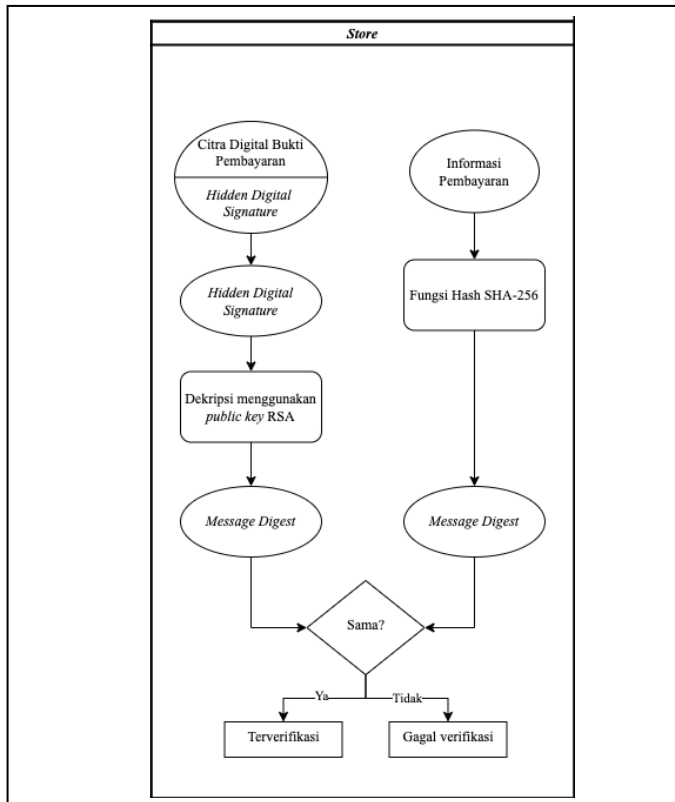 Store
Citra Digital Bukti
Pembayaran
Hidden Digital
Signature
Informasi
Pembayaran
Hidden Digital
Signature
Fungsi Hash SHA-256
Dekripsi menggunakan
public key RSA
Message Digest
Message Digest
Sama?
Ya
Tidak
Terverifikasi
Gagal verifikasi